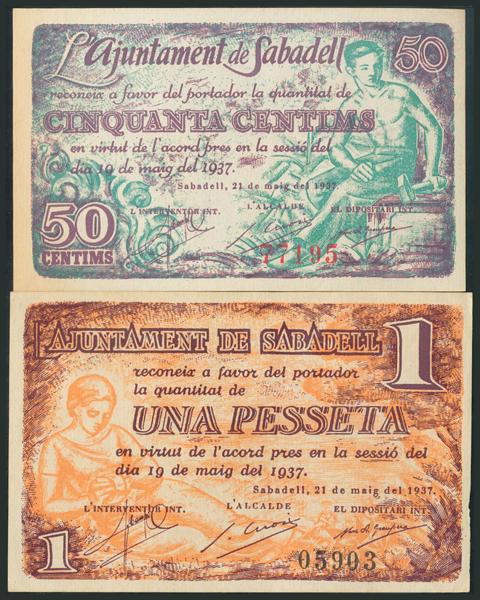 L'Ajuntament de Sabadell 50
reconeix a favor del portador la quantitat de
CINQUANTA CENTIMS
en virtut de l'acord pres en la sessió del
dia 19 de maig del 1937.
Sabadell, 21 de maig del 1937.
L'INTERVENTOR INT. L'ALCALDE EL DIPOSITARI INT.
50
CENTIMS
77195
AJUNTAMENT DE SABADELL 1
reconeix a favor del portador
la quantitat de
UNA PESSETA
en virtut de l'acord pres en la sessió del
dia 19 de maig del 1937.
Sabadell, 21 de maig del 1937.
L'INTERVENTOR INT. L'ALCALDE EL DIPOSITARI INT.
1
05903